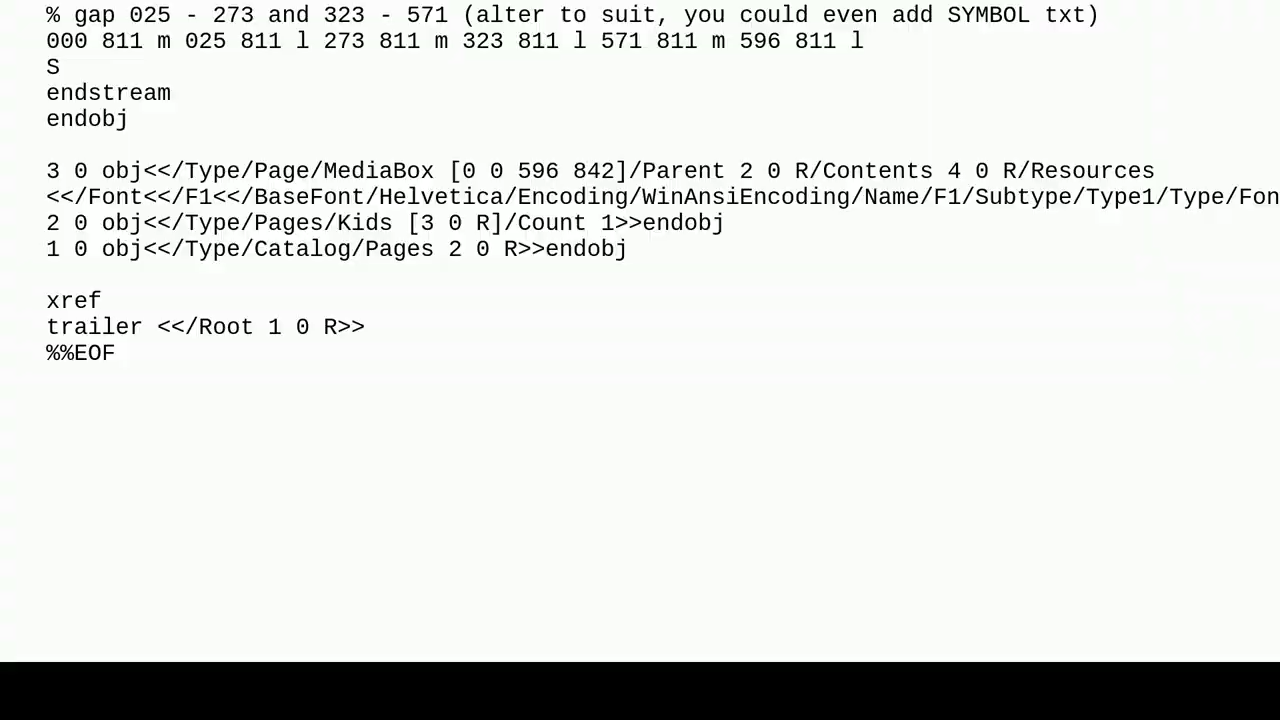 % gap 025 - 273 and 323 - 571 (alter to suit, you could even add SYMBOL txt)
000 811 m 025 811 l 273 811 m 323 811 l 571 811 m 596 811 l
S
endstream
endobj
3 0 obj<</Type/Page/MediaBox [0 0 596 842]/Parent 2 0 R/Contents 4 0 R/Resources
<</Font<</F1<</BaseFont/Helvetica/Encoding/WinAnsiEncoding/Name/F1/Subtype/Type1/Type/Fon
2 0 obj<</Type/Pages/Kids [3 0 R]/Count 1>>endobj
1 0 obj<</Type/Catalog/Pages 2 0 R>>endobj
xref
trailer <</Root 1 0 R>>
%%EOF